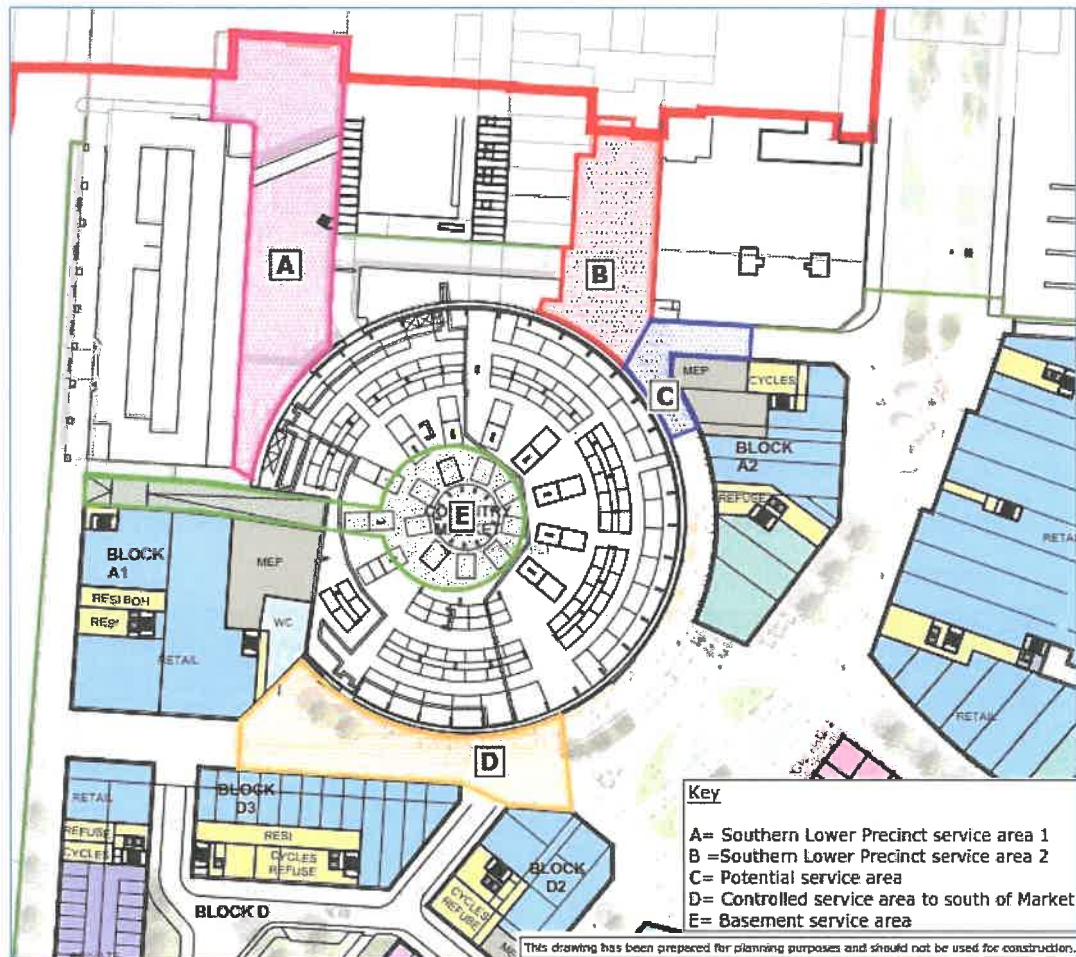 A
B
C
MEP
CYCLES
BLOCK
A2
REFUSE
E
BLOCK
A1
MEP
RESI BOH
RESI
WC
RETAIL
RETAIL
D
RETAIL
REFUSE
CYCLES
BLOCK
D3
RESI
CYCLES
REFUSE
BLOCK
D2
CYCLES
REFUSE
BLOCK D
Key
A= Southern Lower Precinct service area 1
B =Southern Lower Precinct service area 2
C= Potential service area
D= Controlled service area to south of Market
E= Basement service area
This drawing has been prepared for planning purposes and should not be used for construction.